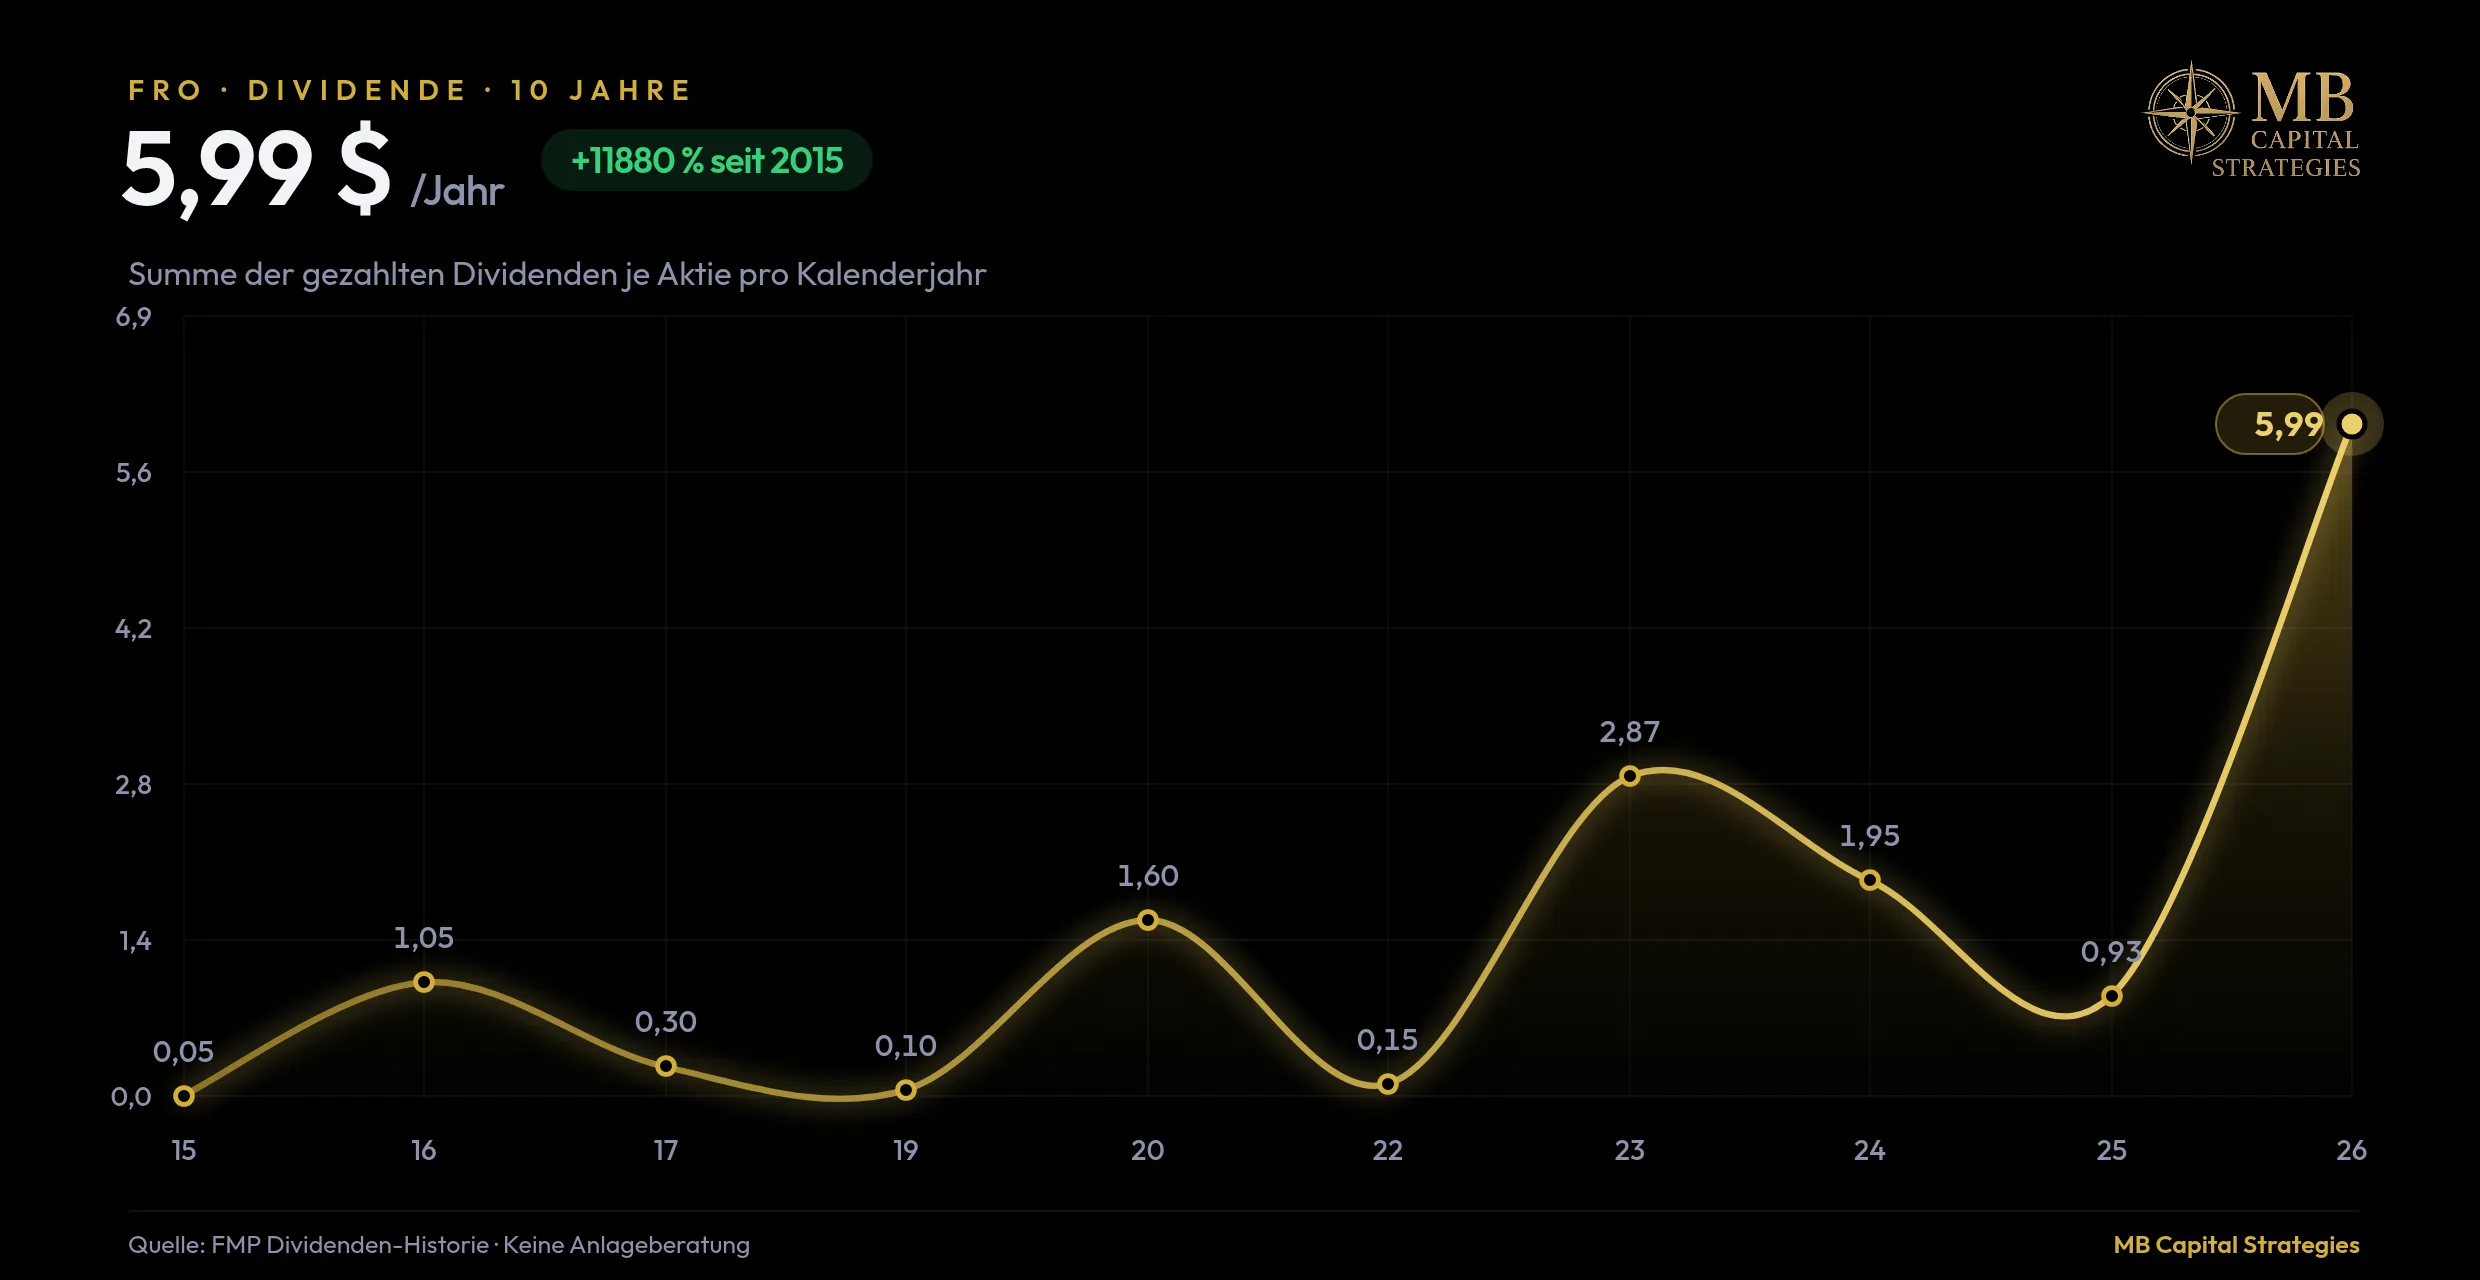 FRO · DIVIDENDE · 10 JAHRE
5,99 $ /Jahr
+11880 % seit 2015
MB
CAPITAL
STRATEGIES
Summe der gezahlten Dividenden je Aktie pro Kalenderjahr
6,9
5,6
4,2
2,8
1,4
0,0
0,05
1,05
0,30
0,10
1,60
0,15
2,87
1,95
0,93
5,99
15 16 17 19 20 22 23 24 25 26
Quelle: FMP Dividenden-Historie · Keine Anlageberatung
MB Capital Strategies